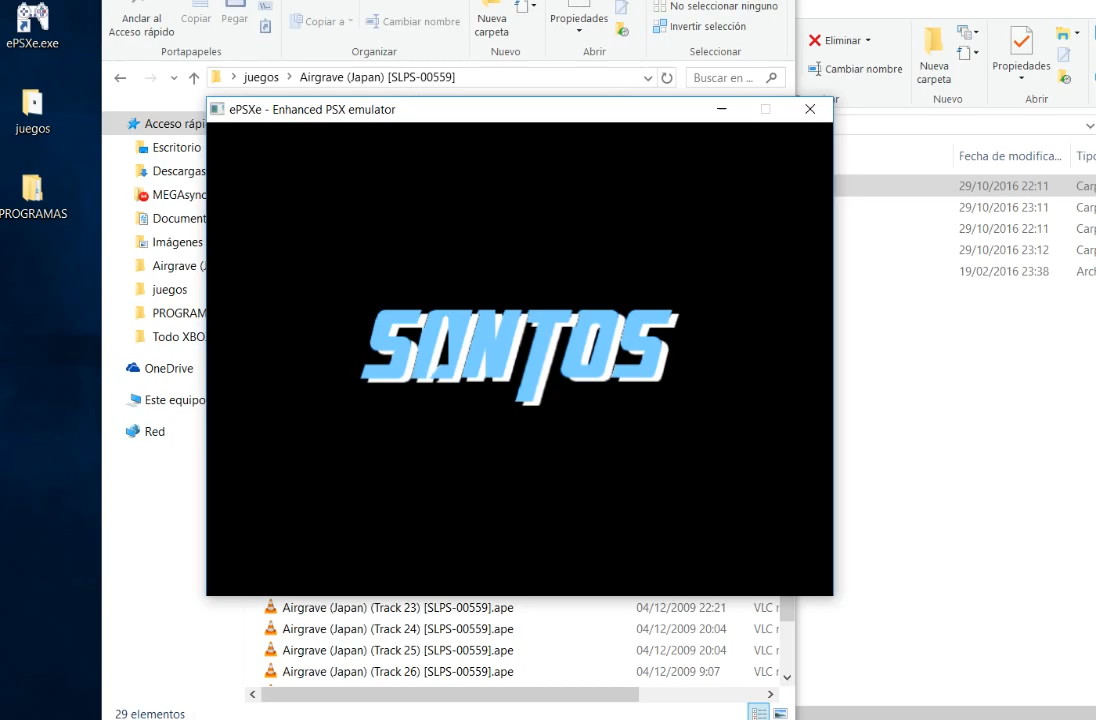 ePSXe.exe
juegos
PROGRAMAS
Anclar al
Acceso rápido
Copiar
Pegar
Portapapeles
Copiar a
Cambiar nombre
Organizar
Nueva
carpeta
Nuevo
Propiedades
Abrir
No seleccionar ninguno
Invertir selección
Seleccionar
Eliminar
Cambiar nombre
Nueva
carpeta
Nuevo
Propiedades
Abrir
juegos > Airgrave (Japan) [SLPS-00559]
Buscar en ...
ePSXe - Enhanced PSX emulator
Acceso rápi
Escritorio
Descargas
MEGAsync
Document
Imágenes
Airgrave (J
juegos
PROGRAM
Todo XBO
OneDrive
Este equipo
Red
SANTOS
Fecha de modifica...
Tipo
29/10/2016 22:11
Carp
29/10/2016 23:11
Carp
29/10/2016 22:11
Carp
29/10/2016 23:12
Carp
19/02/2016 23:38
Arch
Airgrave (Japan) (Track 23) [SLPS-00559].ape
04/12/2009 22:21
VLC r
Airgrave (Japan) (Track 24) [SLPS-00559].ape
04/12/2009 20:04
VLC r
Airgrave (Japan) (Track 25) [SLPS-00559].ape
04/12/2009 20:04
VLC r
Airgrave (Japan) (Track 26) [SLPS-00559].ape
04/12/2009 9:07
VLC r
29 elementos